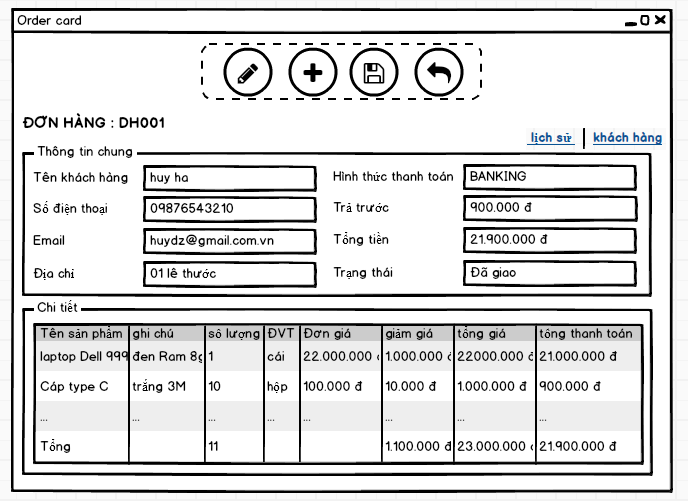 Order card
ĐƠN HÀNG : DH001
lịch sử khách hàng
Thông tin chung
Tên khách hàng huy ha Hình thức thanh toán BANKING
Số điện thoại 09876543210 Trả trước 900.000 đ
Email huydz@gmail.com.vn Tổng tiền 21.900.000 đ
Địa chỉ 01 lê thước Trạng thái Đã giao
Chi tiết
Tên sản phẩm ghi chú số lượng ĐVT Đơn giá giảm giá tổng giá tổng thanh toán
laptop Dell 999 đen Ram 8g 1 cái 22.000.000 1.000.000 đ 22000.000 đ 21.000.000 đ
Cáp type C trắng 3M 10 hộp 100.000 đ 10.000 đ 1.000.000 đ 900.000 đ
... ... ... ... ... ... ... ...
Tổng 11 1.100.000 đ 23.000.000 21.900.000 đ